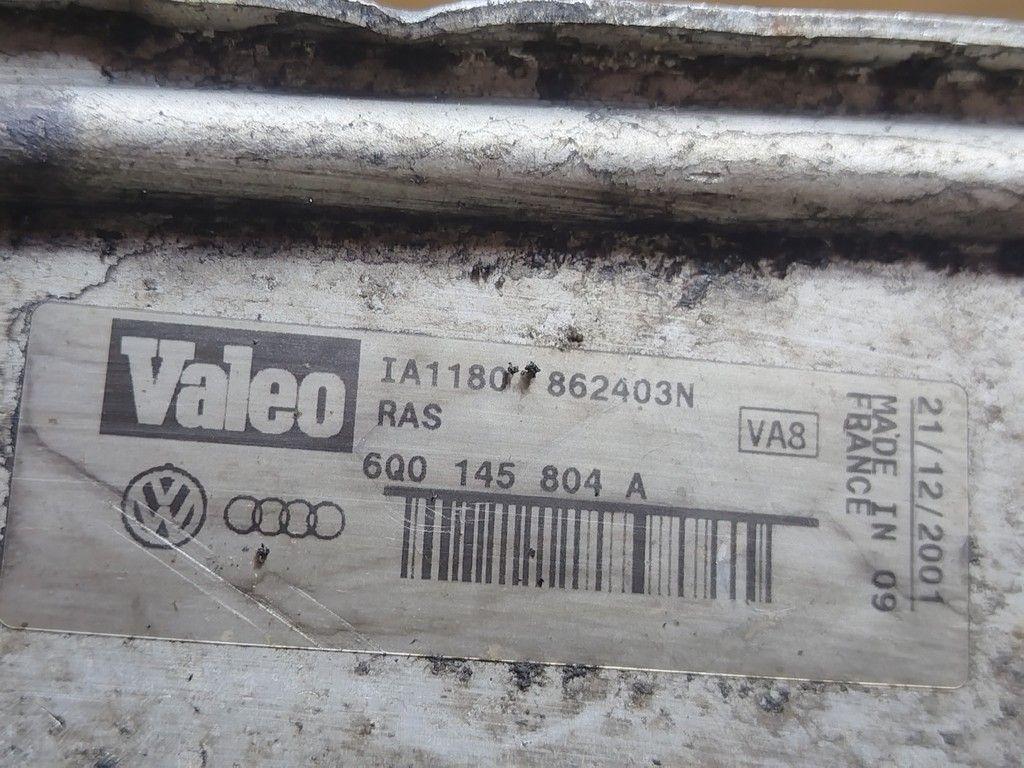 Valeo
IA1180 862403N
RAS
VA8
6Q0 145 804 A
21/12/2001
MADE IN 09
FRANCE